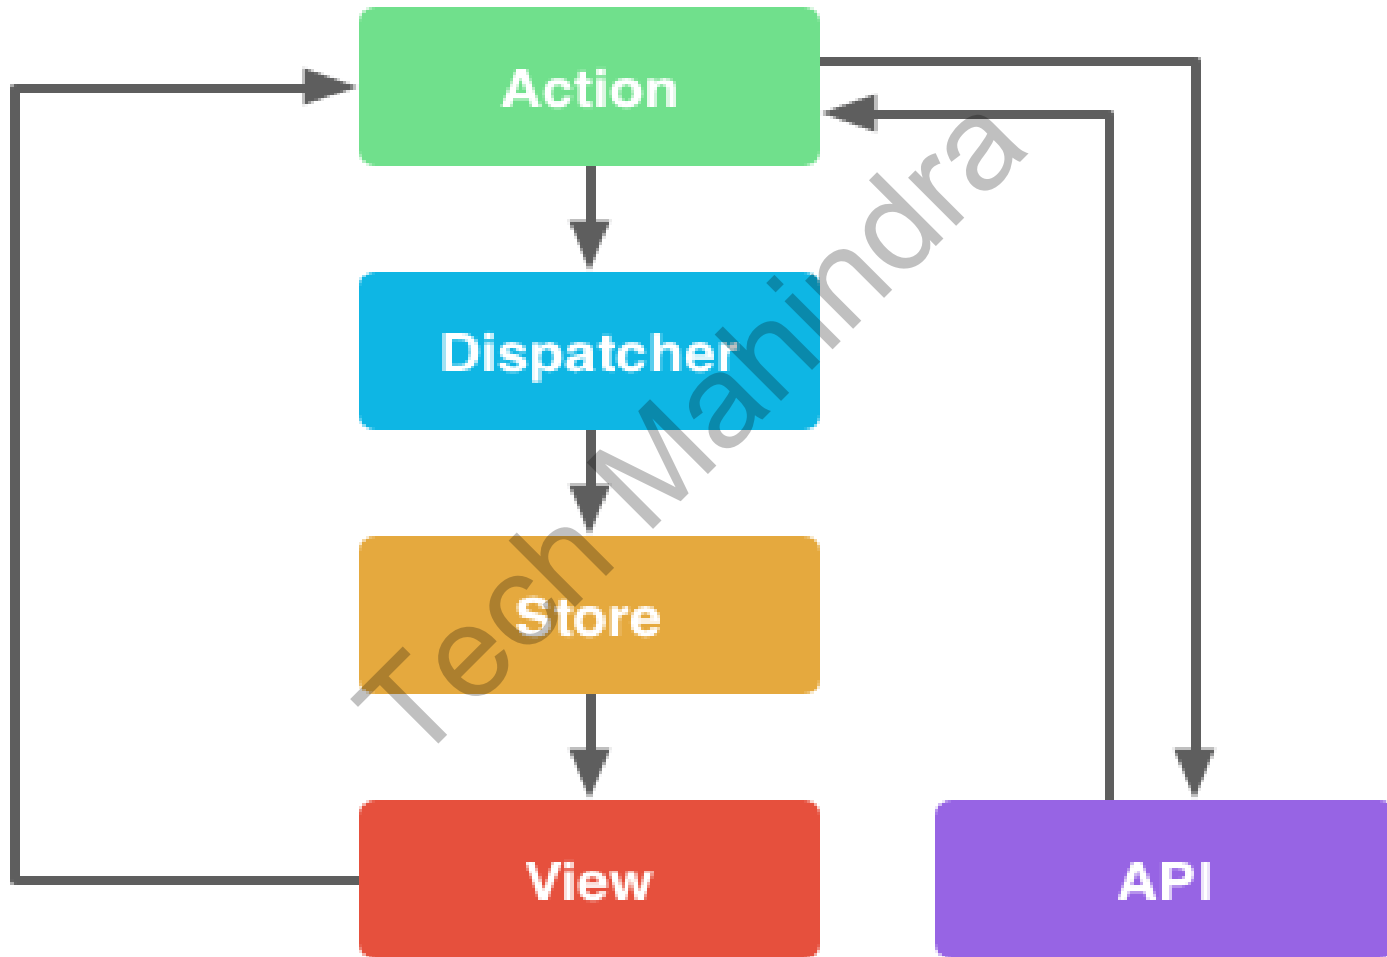 Action
Dispatcher
Store
View
API
Tech Mahindra